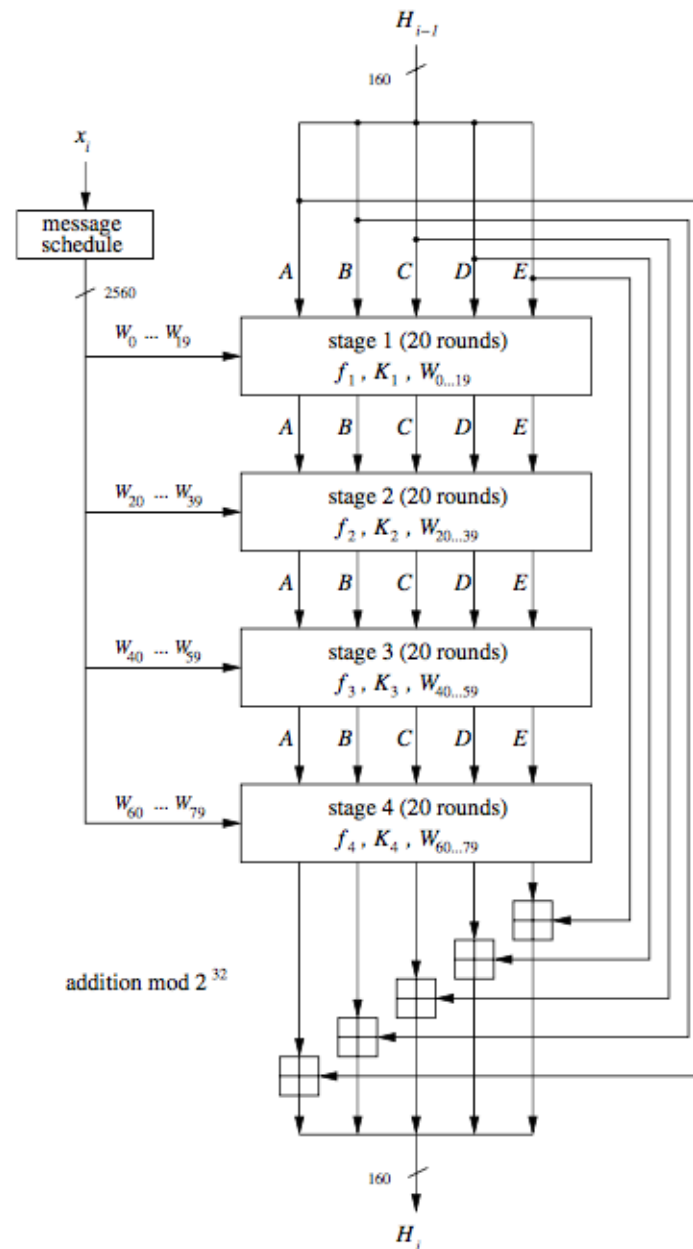 H_{i-1}
160
x_i
message
schedule
2560
A B C D E
W_0 ... W_19
stage 1 (20 rounds)
f_1 , K_1 , W_{0...19}
A B C D E
W_20 ... W_39
stage 2 (20 rounds)
f_2 , K_2 , W_{20...39}
A B C D E
W_40 ... W_59
stage 3 (20 rounds)
f_3 , K_3 , W_{40...59}
A B C D E
W_60 ... W_79
stage 4 (20 rounds)
f_4 , K_4 , W_{60...79}
addition mod 2^32
160
H_i